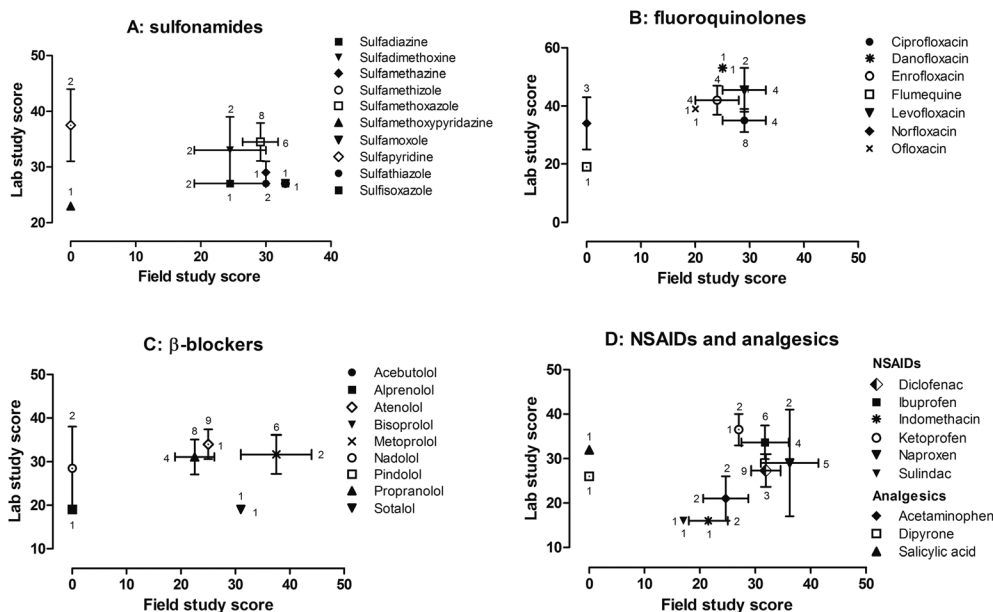 A: sulfonamides
50
40
30
20
Lab study score
0
10
20
30
40
Field study score
2
1
2
2
8
6
1
2
1
2
1
1
Sulfadiazine
Sulfadimethoxine
Sulfamethazine
Sulfamethizole
Sulfamethoxazole
Sulfamethoxypyridazine
Sulfamoxole
Sulfapyridine
Sulfathiazole
Sulfisoxazole
B: fluoroquinolones
60
40
20
0
Lab study score
0
10
20
30
40
50
Field study score
3
1
1
1
4
4
1
1
2
4
4
8
Ciprofloxacin
Danofloxacin
Enrofloxacin
Flumequine
Levofloxacin
Norfloxacin
Ofloxacin
C: β-blockers
50
40
30
20
10
Lab study score
0
10
20
30
40
50
Field study score
2
1
8
4
9
1
6
2
1
1
Acebutolol
Alprenolol
Atenolol
Bisoprolol
Metoprolol
Nadolol
Pindolol
Propranolol
Sotalol
D: NSAIDs and analgesics
50
40
30
20
10
Lab study score
0
10
20
30
40
50
Field study score
1
1
1
1
1
2
2
2
2
1
6
4
9
3
2
5
NSAIDs
Diclofenac
Ibuprofen
Indomethacin
Ketoprofen
Naproxen
Sulindac
Analgesics
Acetaminophen
Dipyrone
Salicylic acid